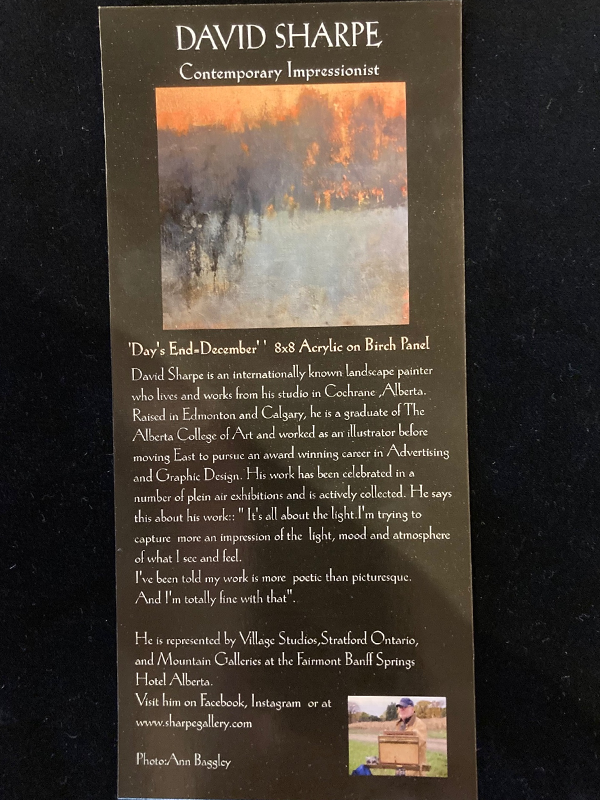 DAVID SHARPE
Contemporary Impressionist
'Day's End=December' ' 8x8 Acrylic on Birch Panel
David Sharpe is an internationally known landscape painter
who lives and works from his studio in Cochrane ,Alberta.
Raised in Edmonton and Calgary, he is a graduate of The
Alberta College of Art and worked as an illustrator before
moving East to pursue an award winning career in Advertising
and Graphic Design. His work has been celebrated in a
number of plein air exhibitions and is actively collected. He says
this about his work:: " It's all about the light.I'm trying to
capture more an impression of the light, mood and atmosphere
of what I see and feel.
I've been told my work is more poetic than picturesque.
And I'm totally fine with that".
He is represented by Village Studios,Stratford Ontario,
and Mountain Galleries at the Fairmont Banff Springs
Hotel Alberta.
Visit him on Facebook, Instagram or at
www.sharpegallery.com
Photo:Ann Baggley